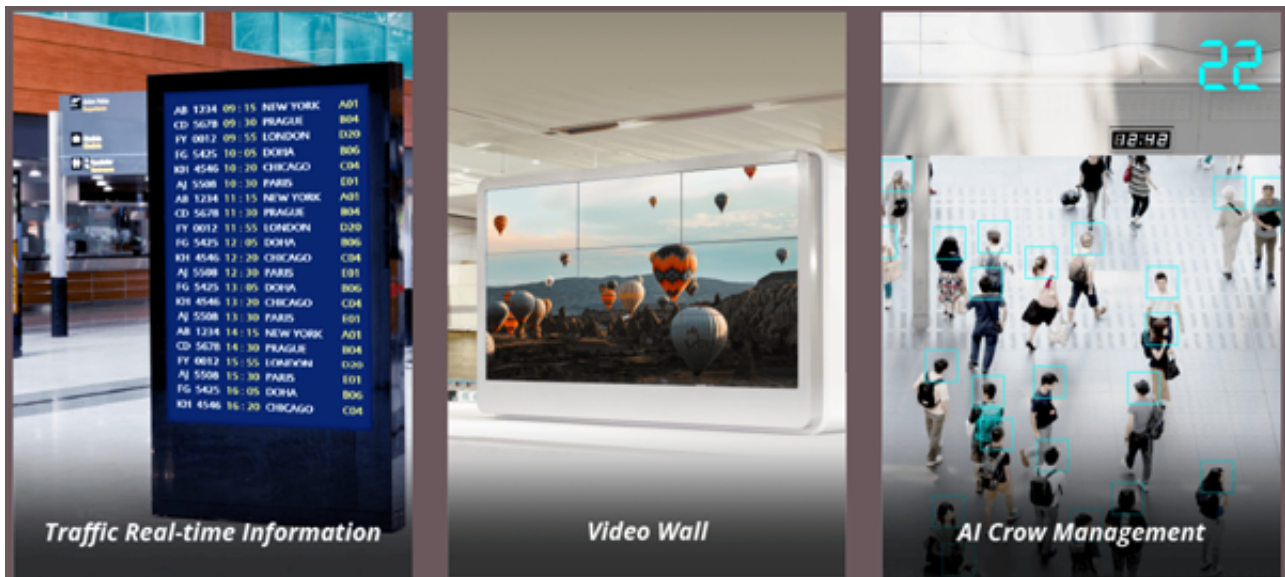 AB 1234 09:15 NEW YORK A01
CD 5678 09:30 PRAGUE B04
FY 0012 09:55 LONDON D20
FG 5425 10:05 DOHA B06
KH 4546 10:20 CHICAGO C04
AJ 5508 10:30 PARIS E01
AB 1234 11:15 NEW YORK A01
CD 5678 11:30 PRAGUE B04
FY 0012 11:55 LONDON D20
FG 5425 12:05 DOHA B06
KH 4546 12:20 CHICAGO C04
AJ 5508 12:30 PARIS E01
FG 5425 13:05 DOHA B06
KH 4546 13:20 CHICAGO C04
AJ 5508 13:30 PARIS E01
AB 1234 14:15 NEW YORK A01
CD 5678 14:30 PRAGUE B04
FY 0012 15:55 LONDON D20
AJ 5508 15:30 PARIS E01
FG 5425 16:05 DOHA B06
KH 4546 16:20 CHICAGO C04
Traffic Real-time Information
Video Wall
22
12:42
AI Crow Management